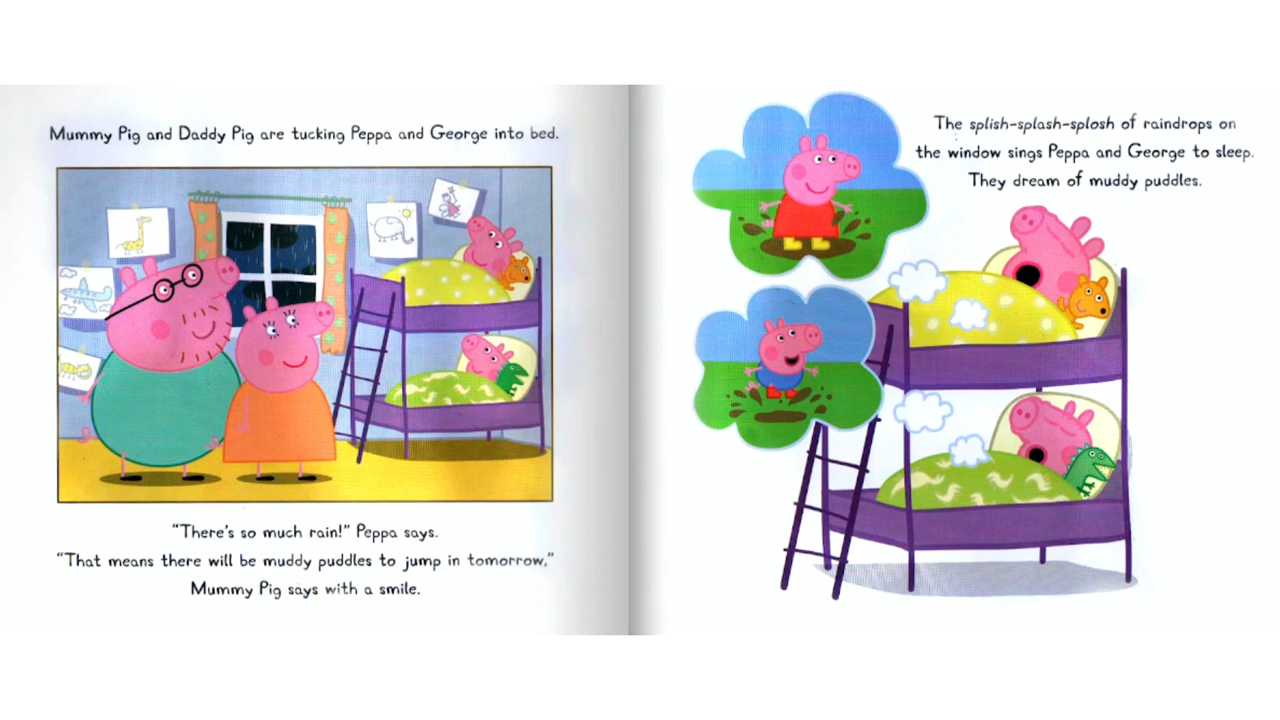 Mummy Pig and Daddy Pig are tucking Peppa and George into bed.
“There’s so much rain!” Peppa says.
“That means there will be muddy puddles to jump in tomorrow,”
Mummy Pig says with a smile.
The splish-splash-splosh of raindrops on
the window sings Peppa and George to sleep.
They dream of muddy puddles.